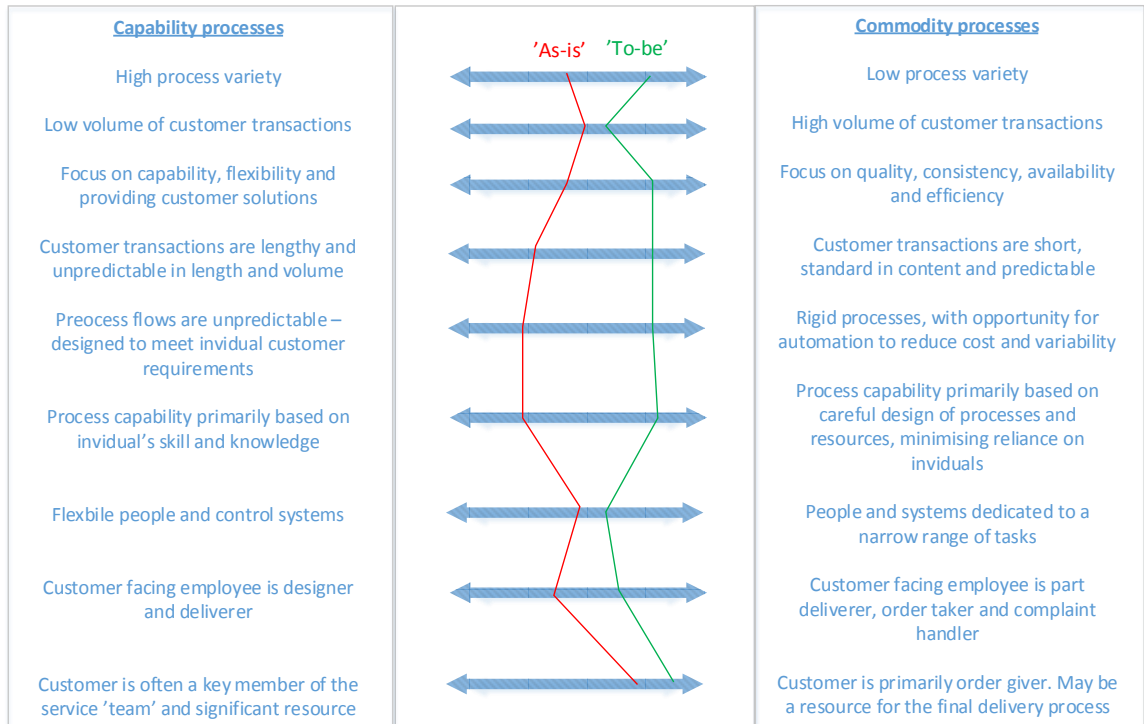 Capability processes
High process variety
Low volume of customer transactions
Focus on capability, flexibility and
providing customer solutions
Customer transactions are lengthy and
unpredictable in length and volume
Preocess flows are unpredictable –
designed to meet invidual customer
requirements
Process capability primarily based on
invidual's skill and knowledge
Flexbile people and control systems
Customer facing employee is designer
and deliverer
Customer is often a key member of the
service 'team' and significant resource
'As-is'
'To-be'
Commodity processes
Low process variety
High volume of customer transactions
Focus on quality, consistency, availability
and efficiency
Customer transactions are short,
standard in content and predictable
Rigid processes, with opportunity for
automation to reduce cost and variability
Process capability primarily based on
careful design of processes and
resources, minimising reliance on
inviduals
People and systems dedicated to a
narrow range of tasks
Customer facing employee is part
deliverer, order taker and complaint
handler
Customer is primarily order giver. May be
a resource for the final delivery process